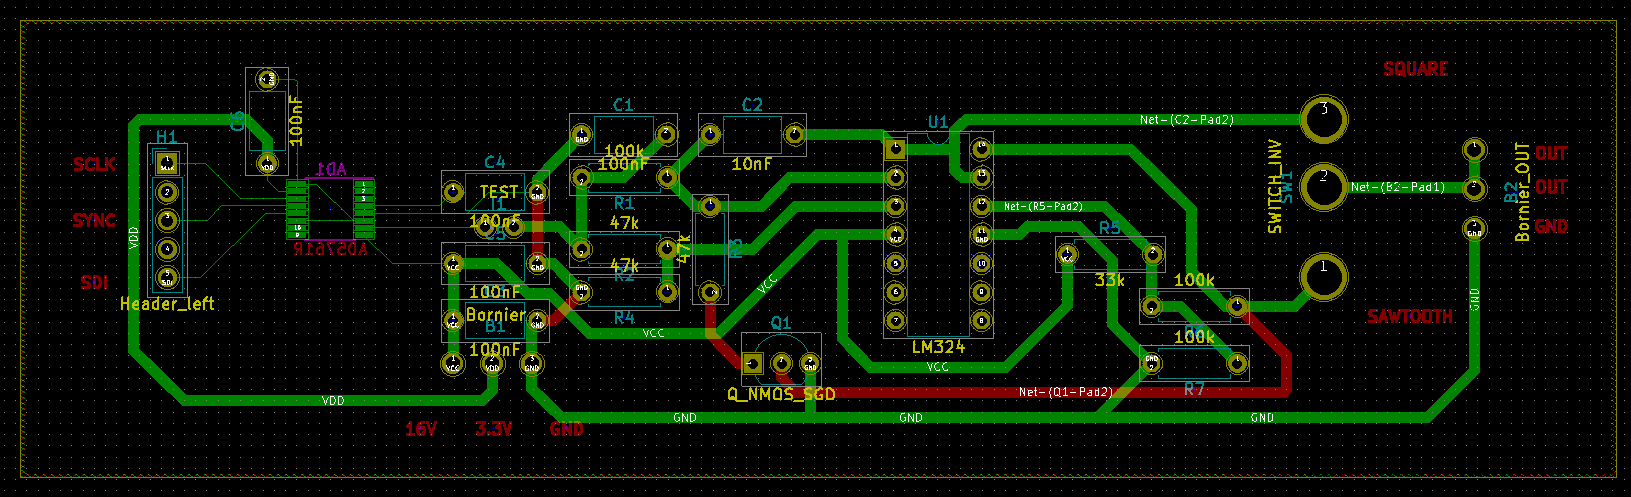 SQUARE
C1
C2
C6
100nF
H1
SCLK
SYNC
SDI
Header_left
VDD
AD1
AD5761R
C4
TEST
T1
100nF
100k
100nF
R1
47k
47k
R2
R3
47k
R4
100nF
Bornier
B1
100nF
10nF
U1
LM324
Net-(C2-Pad2)
Net-(R5-Pad2)
R5
33k
100k
100k
R7
SWITCH_INV
SW1
3
2
1
Net-(B2-Pad1)
B2
Bornier_OUT
OUT
OUT
GND
SAWTOOTH
GND
VCC
VCC
VCC
Q1
Q_NMOS_SGD
Net-(Q1-Pad2)
VDD
GND
GND
GND
16V
3.3V
GND